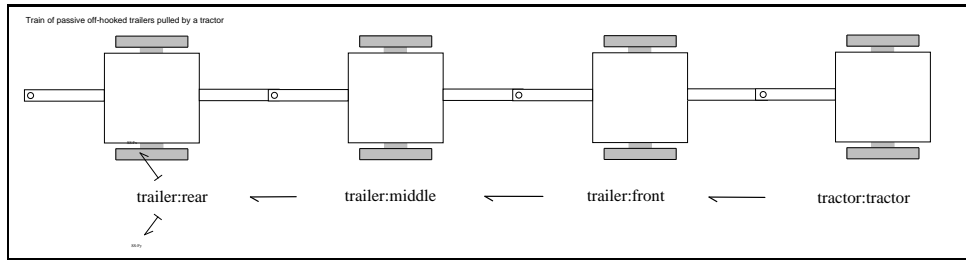 Train of passive off-hooked trailers pulled by a tractor
trailer:rear
trailer:middle
trailer:front
tractor:tractor